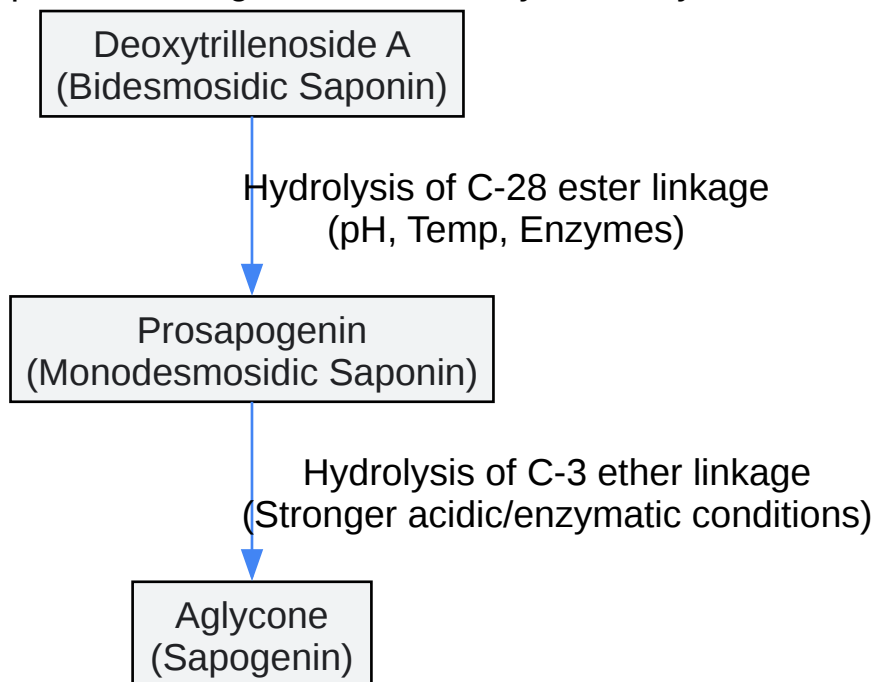 Deoxytrillenoside A
(Bidesmosidic Saponin)
Hydrolysis of C-28 ester linkage
(pH, Temp, Enzymes)
Prosapogenin
(Monodesmosidic Saponin)
Hydrolysis of C-3 ether linkage
(Stronger acidic/enzymatic conditions)
Aglycone
(Sapogenin)